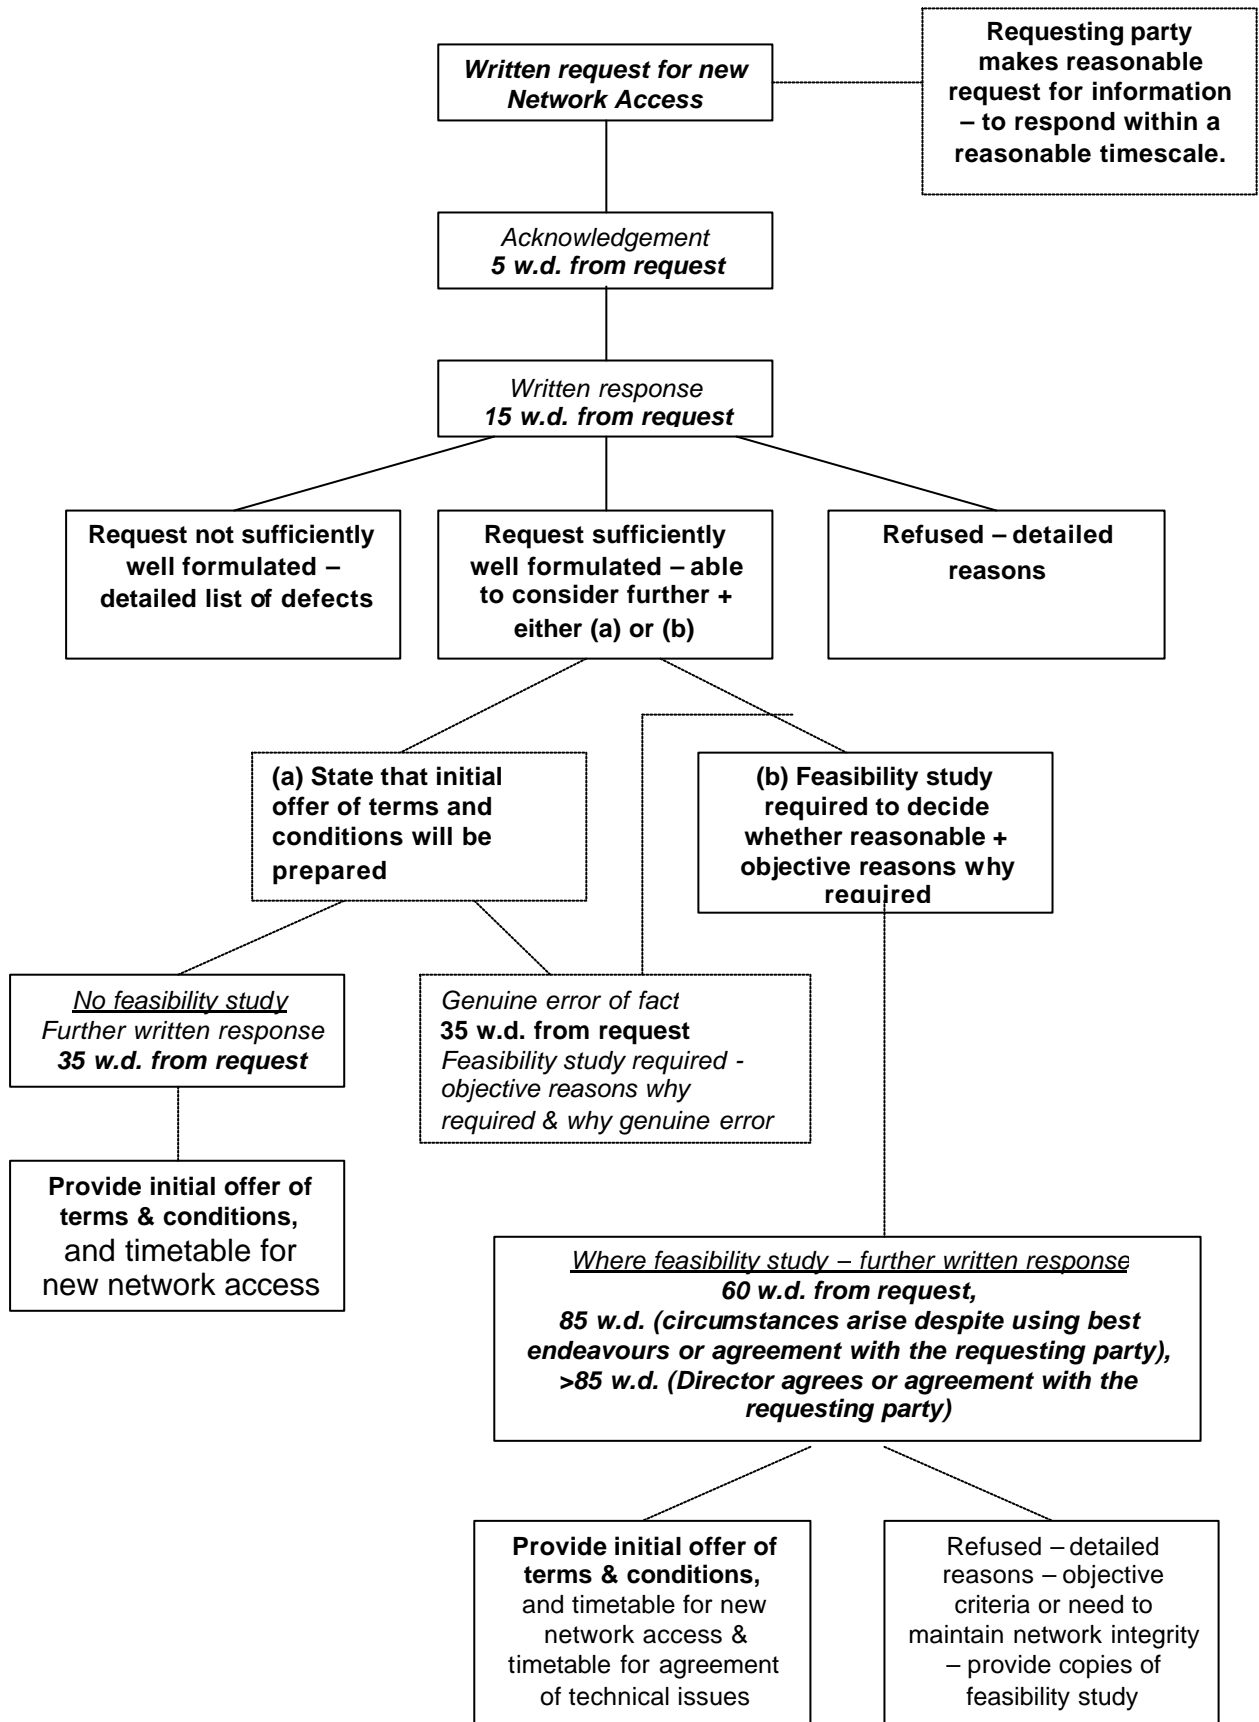 Written request for new
Network Access
Requesting party
makes reasonable
request for information
– to respond within a
reasonable timescale.
Acknowledgement
5 w.d. from request
Written response
15 w.d. from request
Request not sufficiently
well formulated –
detailed list of defects
Request sufficiently
well formulated – able
to consider further +
either (a) or (b)
Refused – detailed
reasons
(a) State that initial
offer of terms and
conditions will be
prepared
(b) Feasibility study
required to decide
whether reasonable +
objective reasons why
required
No feasibility study
Further written response
35 w.d. from request
Genuine error of fact
35 w.d. from request
Feasibility study required -
objective reasons why
required & why genuine error
Provide initial offer of
terms & conditions,
and timetable for
new network access
Where feasibility study – further written response
60 w.d. from request,
85 w.d. (circumstances arise despite using best
endeavours or agreement with the requesting party),
>85 w.d. (Director agrees or agreement with the
requesting party)
Provide initial offer of
terms & conditions,
and timetable for new
network access &
timetable for agreement
of technical issues
Refused – detailed
reasons – objective
criteria or need to
maintain network integrity
– provide copies of
feasibility study